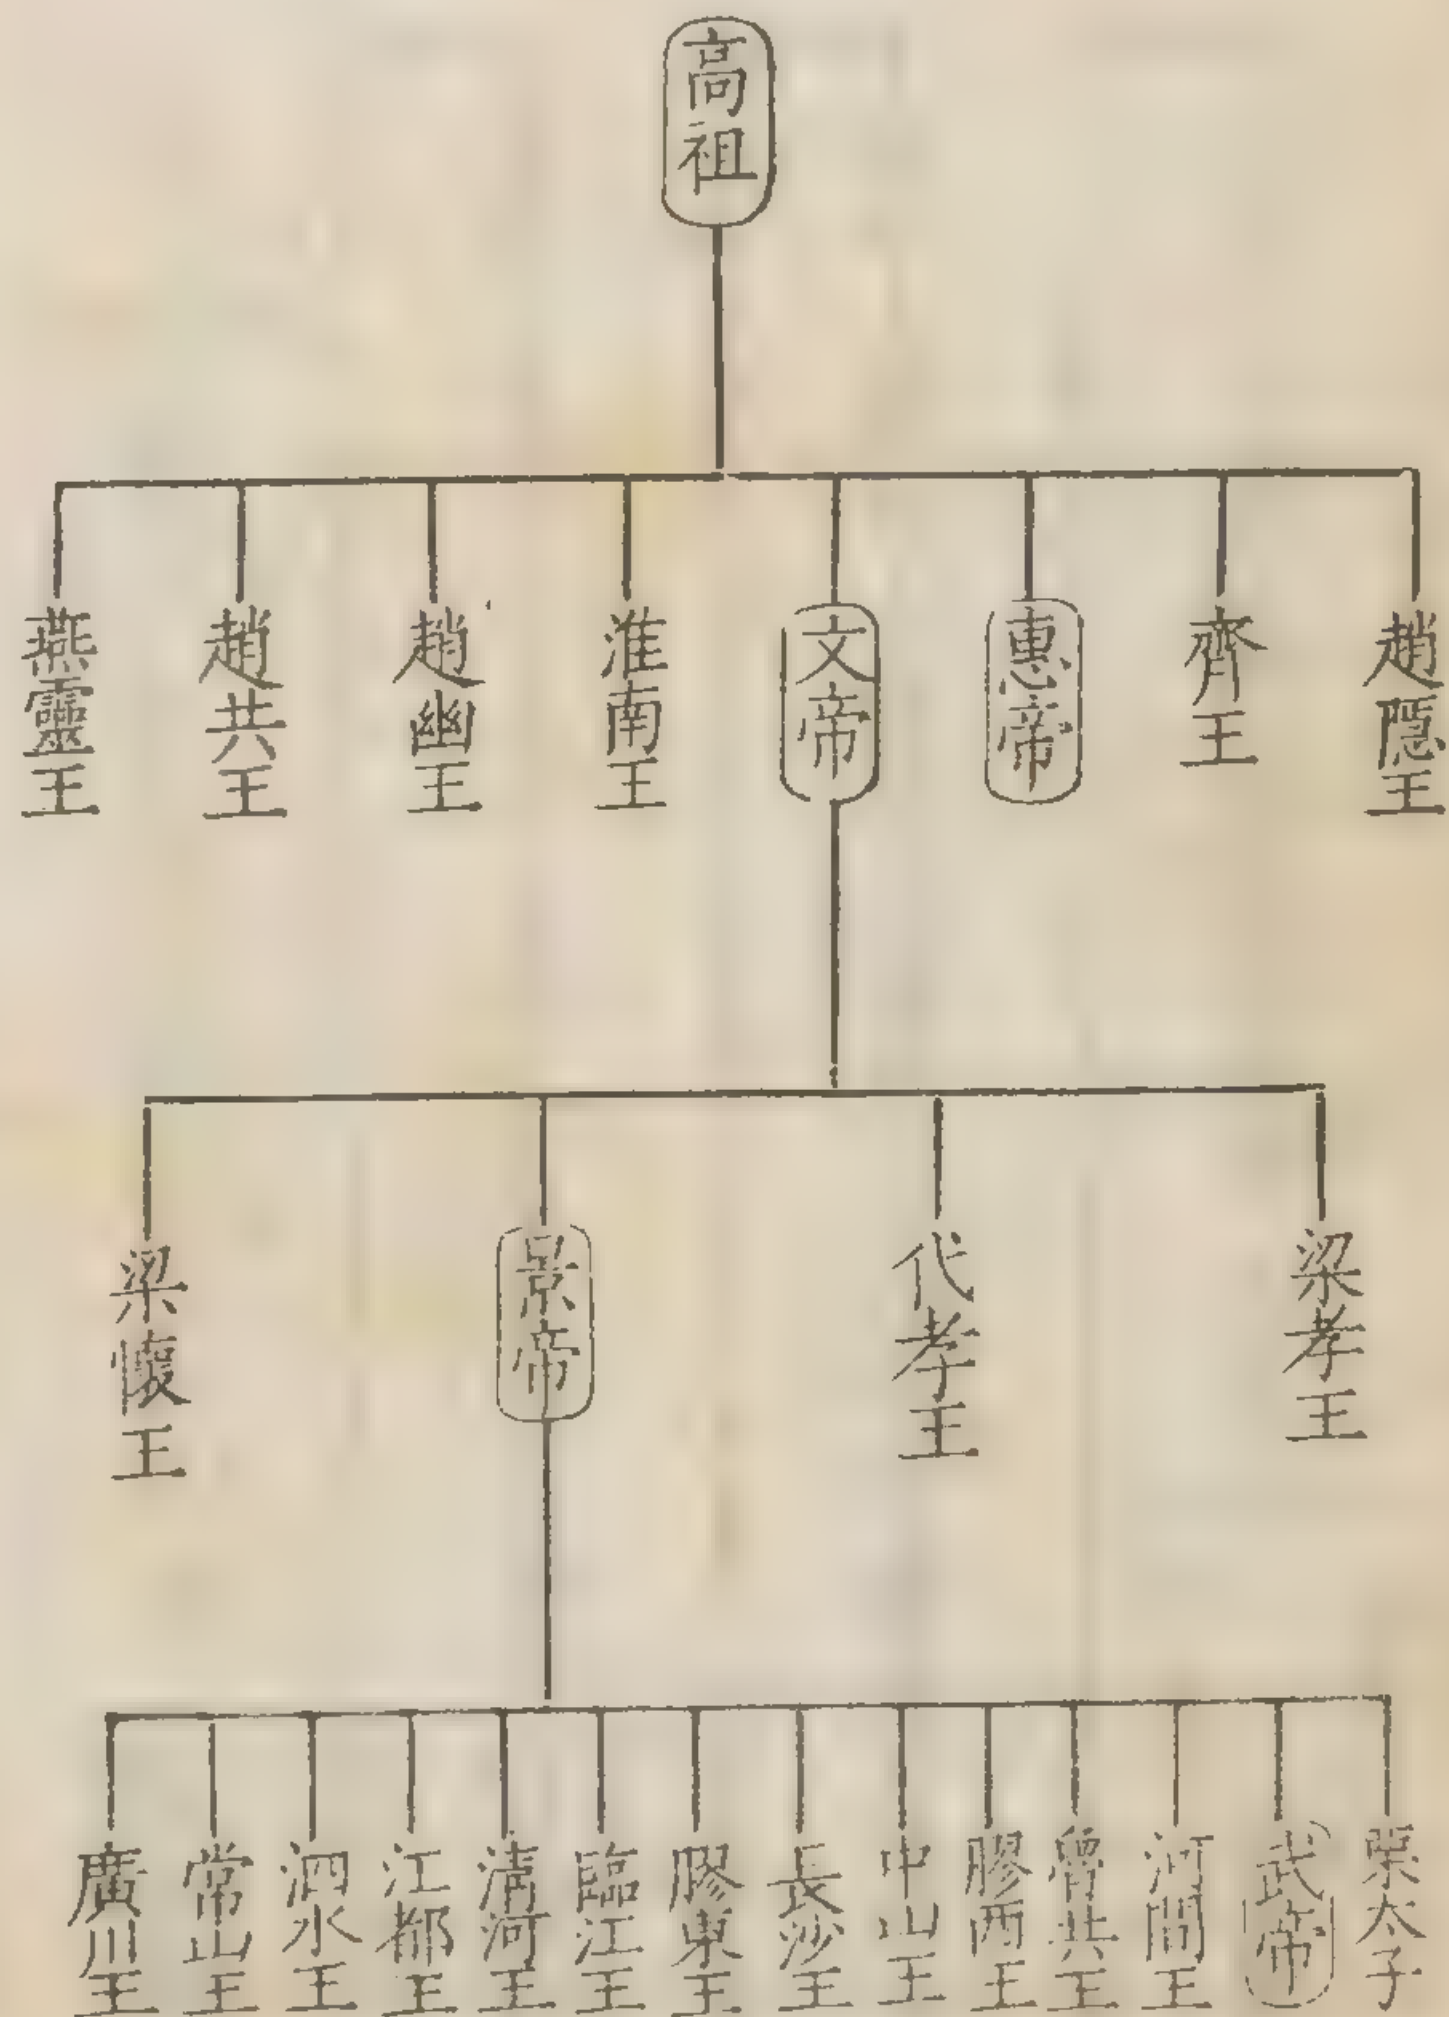 高祖
趙隱王
齊王
惠帝
文帝
淮南王
趙幽王
趙共王
燕靈王
梁孝王
代孝王
景帝
梁懷王
栗太子
武帝
河間王
魯共王
膠西王
中山王
長沙王
膠東王
臨江王
淸河王
江都王
泗水王
常山王
廣川王